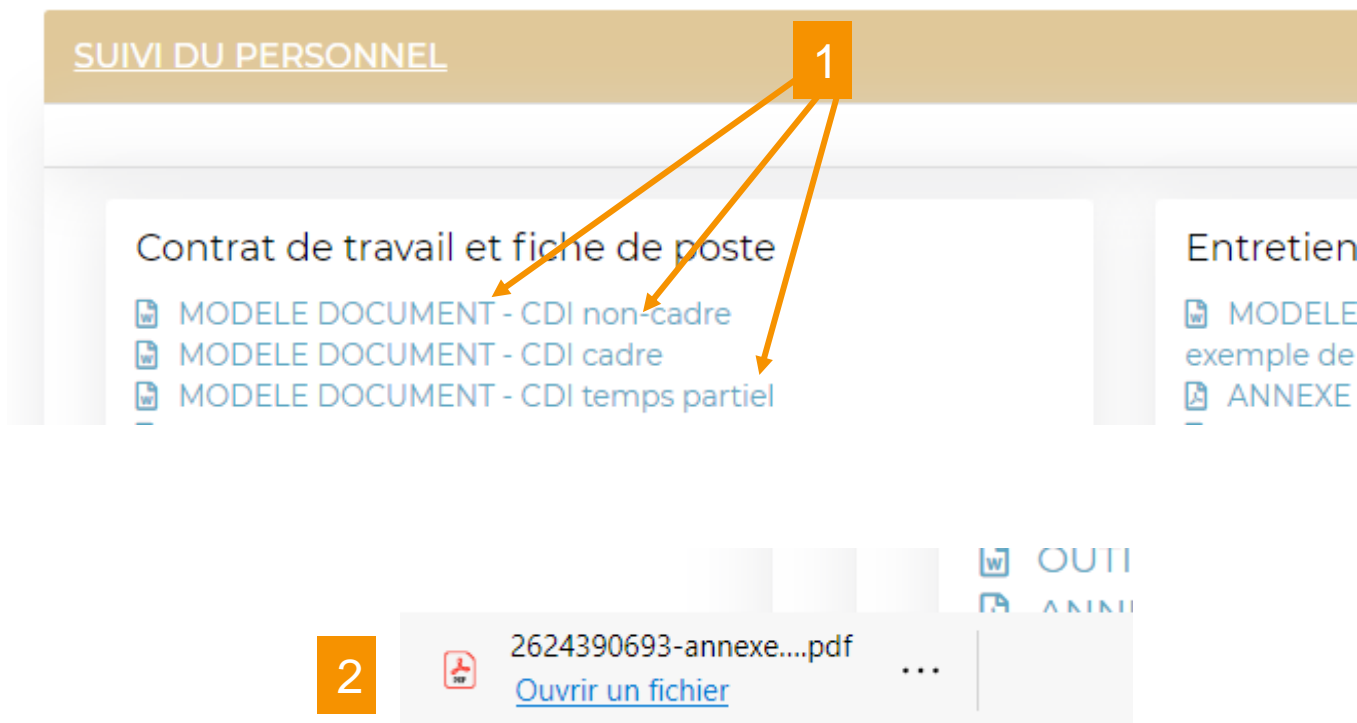 SUIVI DU PERSONNEL
1
Contrat de travail et fiche de poste
MODELE DOCUMENT - CDI non-cadre
MODELE DOCUMENT - CDI cadre
MODELE DOCUMENT - CDI temps partiel
Entretien
MODELE
exemple de
ANNEXE
OUTI
2
2624390693-annexe....pdf
Ouvrir un fichier